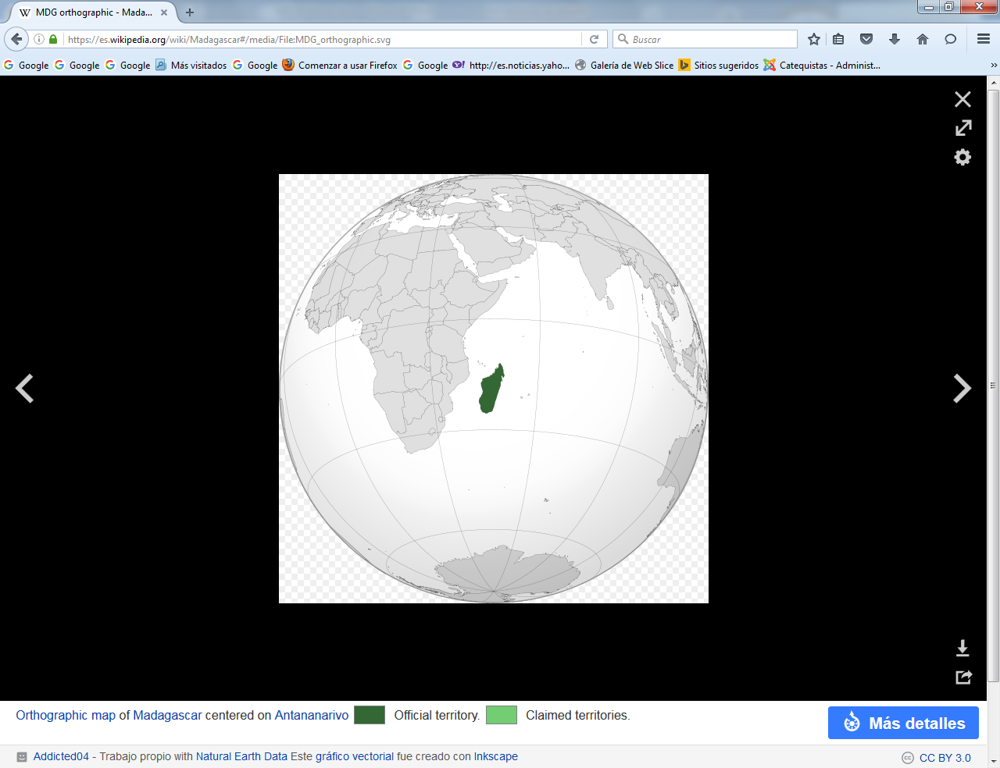 MDG orthographic - Mada...
https://es.wikipedia.org/wiki/Madagascar#/media/File:MDG_orthographic.svg
Buscar
Google Google Google Más visitados Google Comenzar a usar Firefox Google http://es.noticias.yaho... Galería de Web Slice Sitios sugeridos Catequistas - Administ...
Orthographic map of Madagascar centered on Antananarivo Official territory. Claimed territories.
Más detalles
Addicted04 - Trabajo propio with Natural Earth Data Este gráfico vectorial fue creado con Inkscape
CC BY 3.0